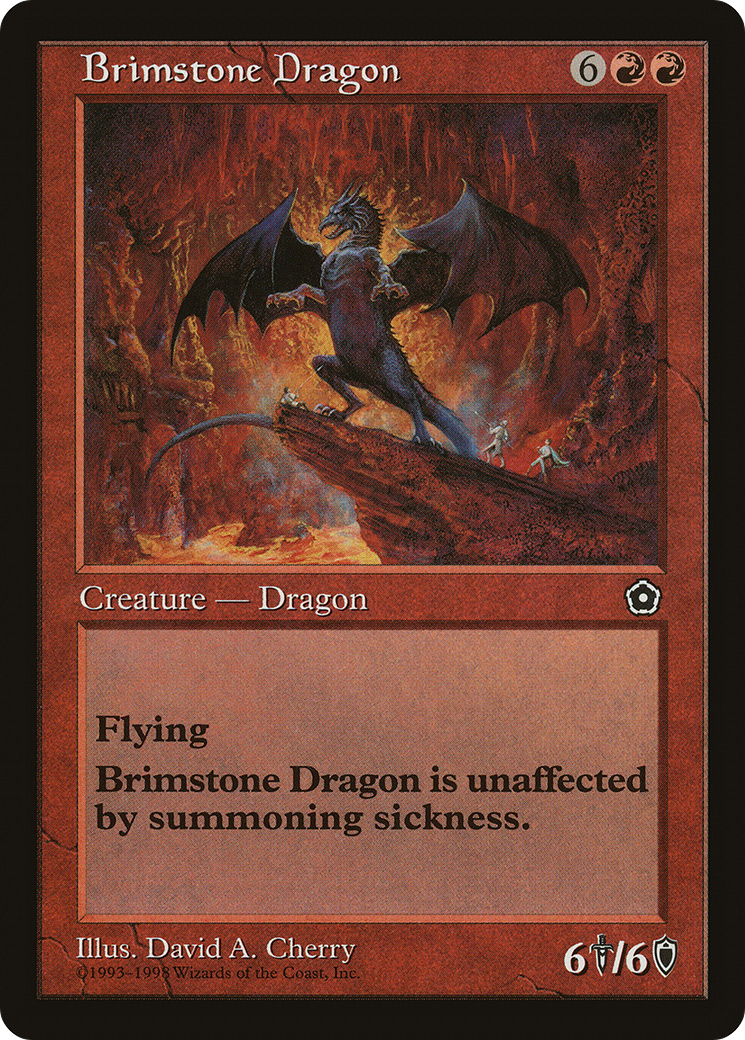 Brimstone Dragon 6
Creature — Dragon
Flying
Brimstone Dragon is unaffected
by summoning sickness.
Illus. David A. Cherry
©1993–1998 Wizards of the Coast, Inc.
6/6